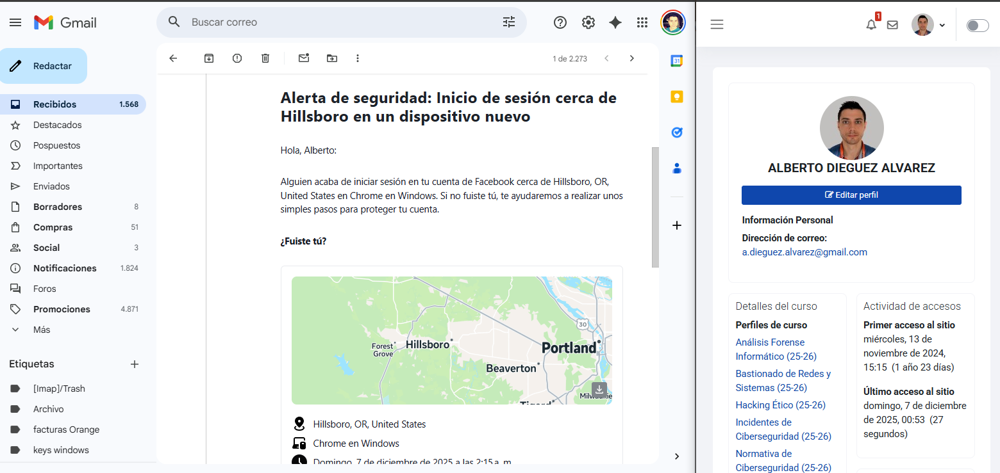 Gmail
Buscar correo
Redactar
1 de 2.273
Recibidos 1.568
Destacados
Pospuestos
Importantes
Enviados
Borradores 8
Compras 51
Social 3
Notificaciones 1.824
Foros
Promociones 4.871
Más
Etiquetas
[Imap]/Trash
Archivo
facturas Orange
keys windows
Alerta de seguridad: Inicio de sesión cerca de
Hillsboro en un dispositivo nuevo
Hola, Alberto:
Alguien acaba de iniciar sesión en tu cuenta de Facebook cerca de Hillsboro, OR,
United States en Chrome en Windows. Si no fuiste tú, te ayudaremos a realizar unos
simples pasos para proteger tu cuenta.
¿Fuiste tú?
30
Forest
Grove
Hillsboro
Portland
Beaverton
Tigard
Milwaukie
Hillsboro, OR, United States
Chrome en Windows
Domingo, 7 de diciembre de 2025 a las 2:15 a. m.
31
1
ALBERTO DIEGUEZ ALVAREZ
Editar perfil
Información Personal
Dirección de correo:
a.dieguez.alvarez@gmail.com
Detalles del curso
Perfiles de curso
Análisis Forense
Informático (25-26)
Bastionado de Redes y
Sistemas (25-26)
Hacking Ético (25-26)
Incidentes de
Ciberseguridad (25-26)
Normativa de
Ciberseguridad (25-26)
Actividad de accesos
Primer acceso al sitio
miércoles, 13 de
noviembre de 2024,
15:15 (1 año 23 días)
Último acceso al sitio
domingo, 7 de diciembre
de 2025, 00:53 (27
segundos)